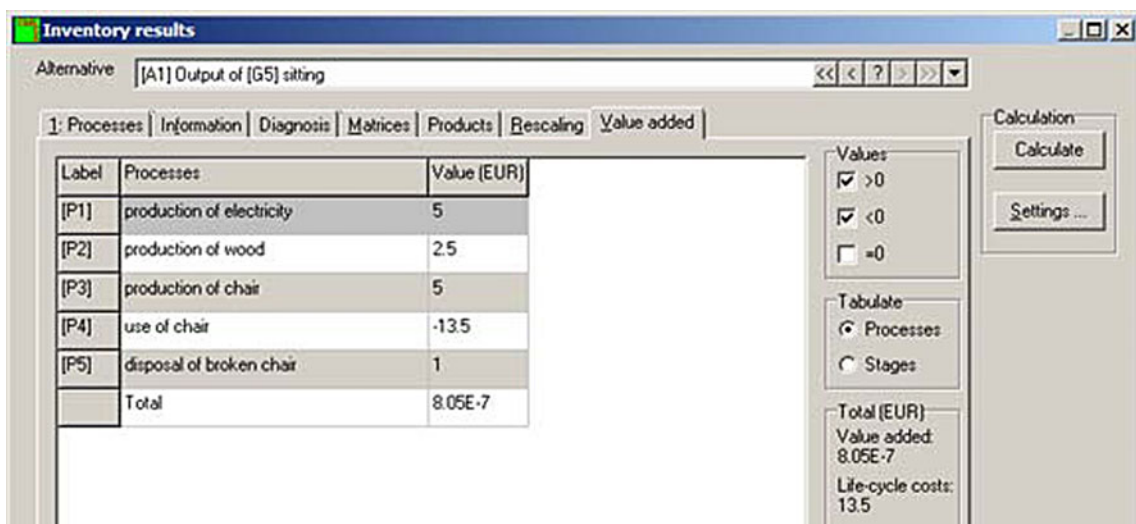 Inventory results
Alternative [A1] Output of [G5] sitting << < ? > >>
1: Processes Information Diagnosis Matrices Products Rescaling Value added
Label Processes Value (EUR)
[P1] production of electricity 5
[P2] production of wood 2.5
[P3] production of chair 5
[P4] use of chair -13.5
[P5] disposal of broken chair 1
Total 8.05E-7
Values
>0
<0
=0
Tabulate
Processes
Stages
Total (EUR)
Value added:
8.05E-7
Life-cycle costs:
13.5
Calculation
Calculate
Settings ...